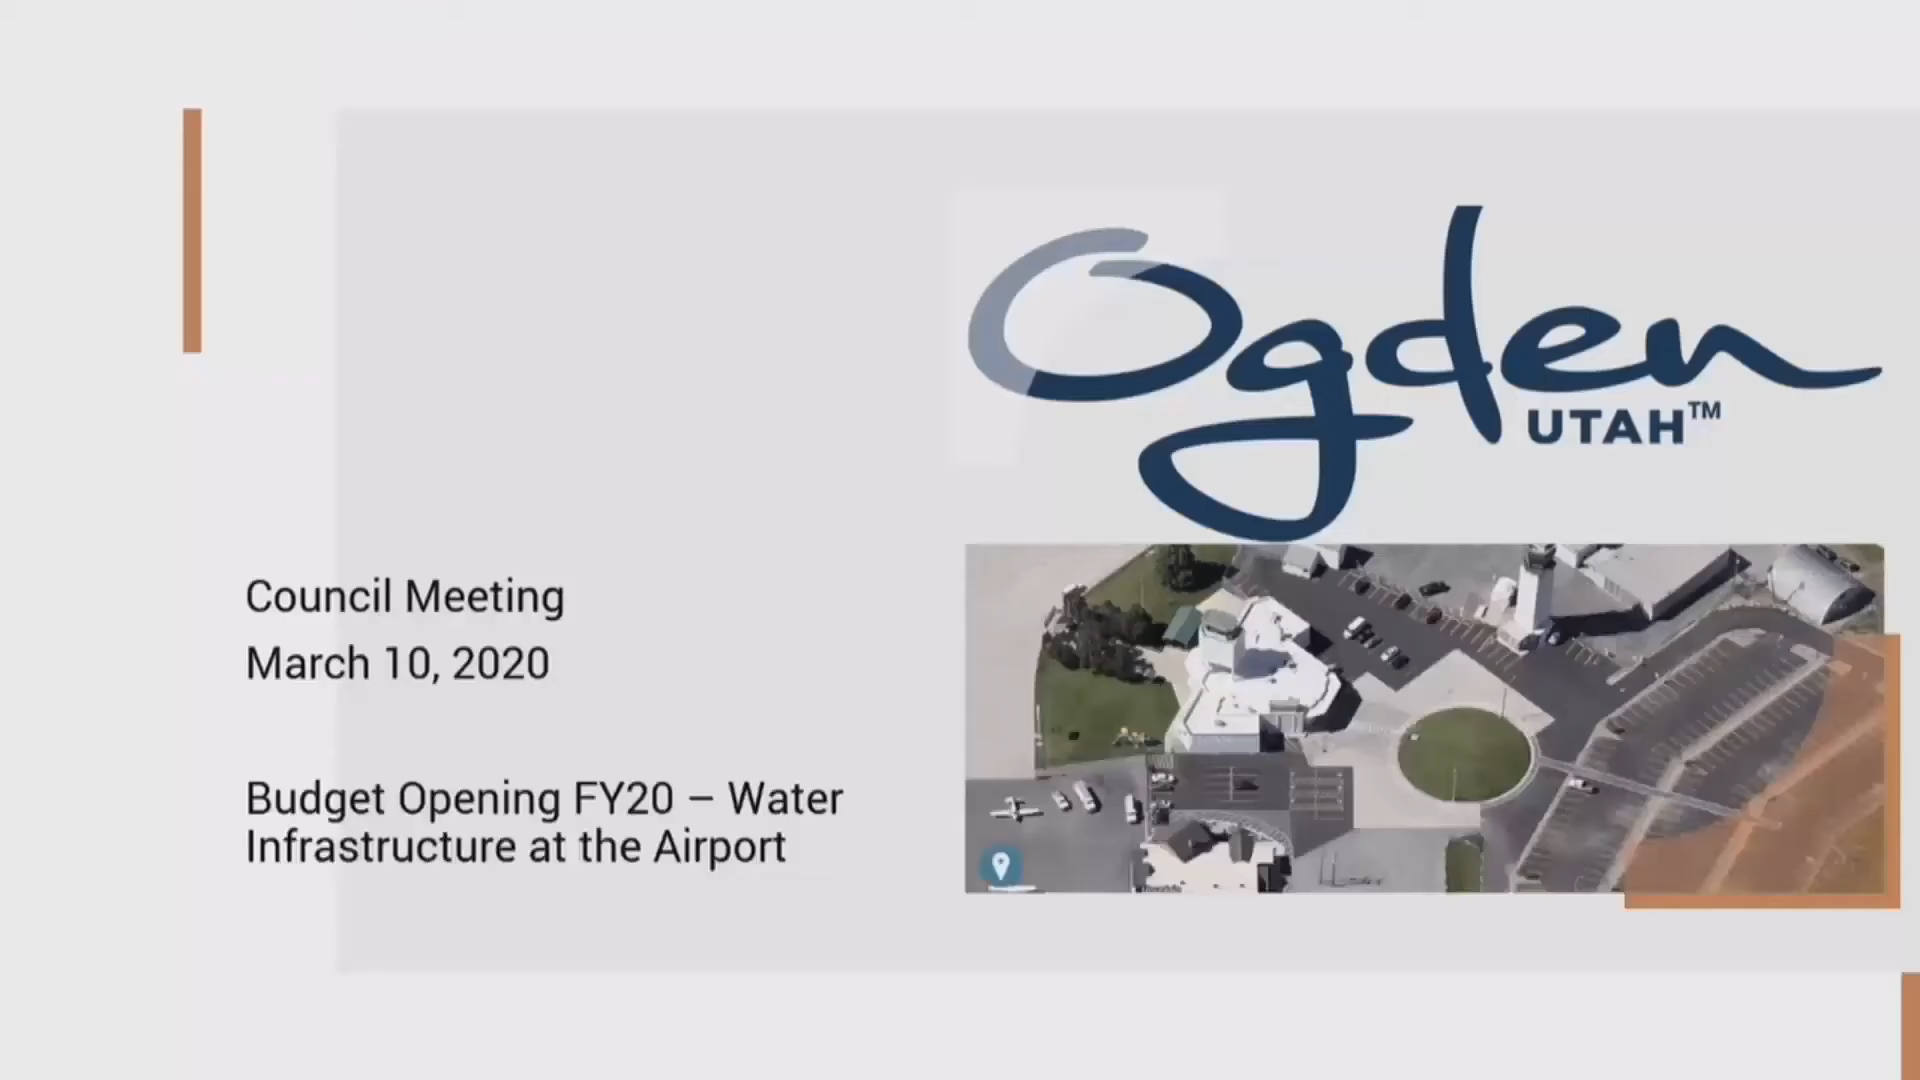 Ogden
UTAH™
Council Meeting
March 10, 2020
Budget Opening FY20 – Water
Infrastructure at the Airport